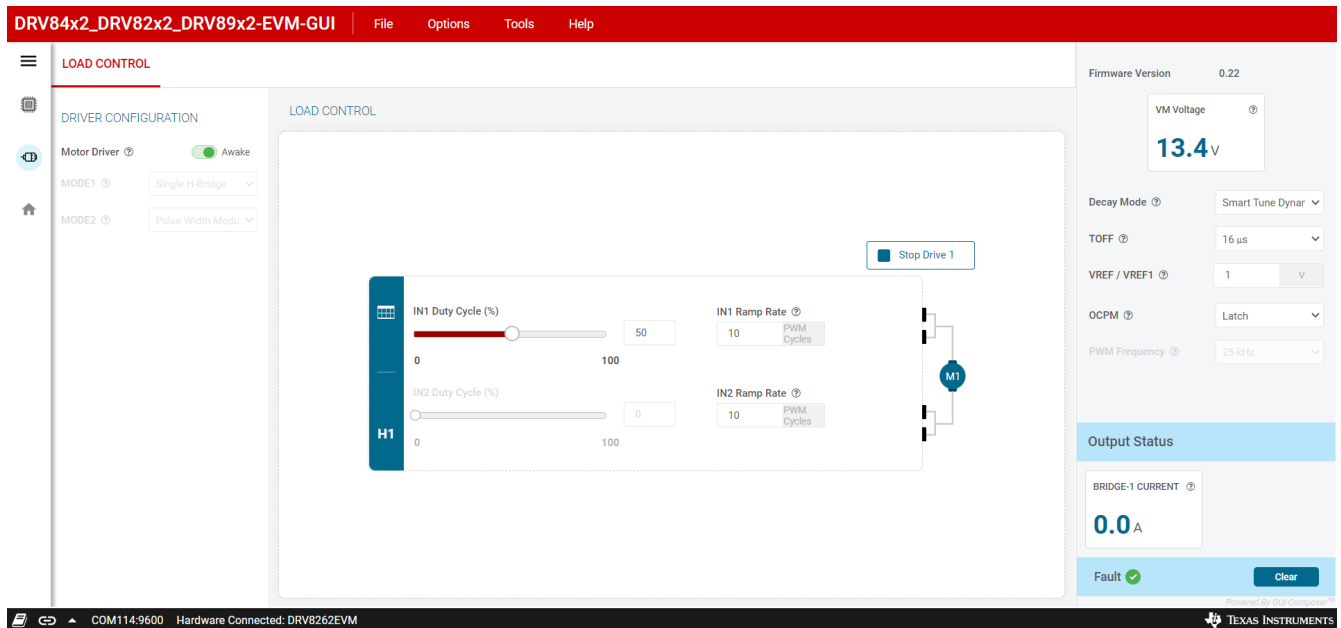 DRV84x2_DRV82x2_DRV89x2-EVM-GUI File Options Tools Help
LOAD CONTROL
DRIVER CONFIGURATION
Motor Driver Awake
MODE1 Single H-Bridge
MODE2 Pulse Width Modu
LOAD CONTROL
Stop Drive 1
H1
IN1 Duty Cycle (%)
50
0 100
IN1 Ramp Rate
10 PWM Cycles
IN2 Duty Cycle (%)
0
0 100
IN2 Ramp Rate
10 PWM Cycles
M1
Firmware Version 0.22
VM Voltage
13.4 V
Decay Mode Smart Tune Dynar
TOFF 16 µs
VREF / VREF1 1 V
OCPM Latch
PWM Frequency 25 kHz
Output Status
BRIDGE-1 CURRENT
0.0 A
Fault Clear
Powered By GUI Composer™
COM114:9600 Hardware Connected: DRV8262EVM
TEXAS INSTRUMENTS